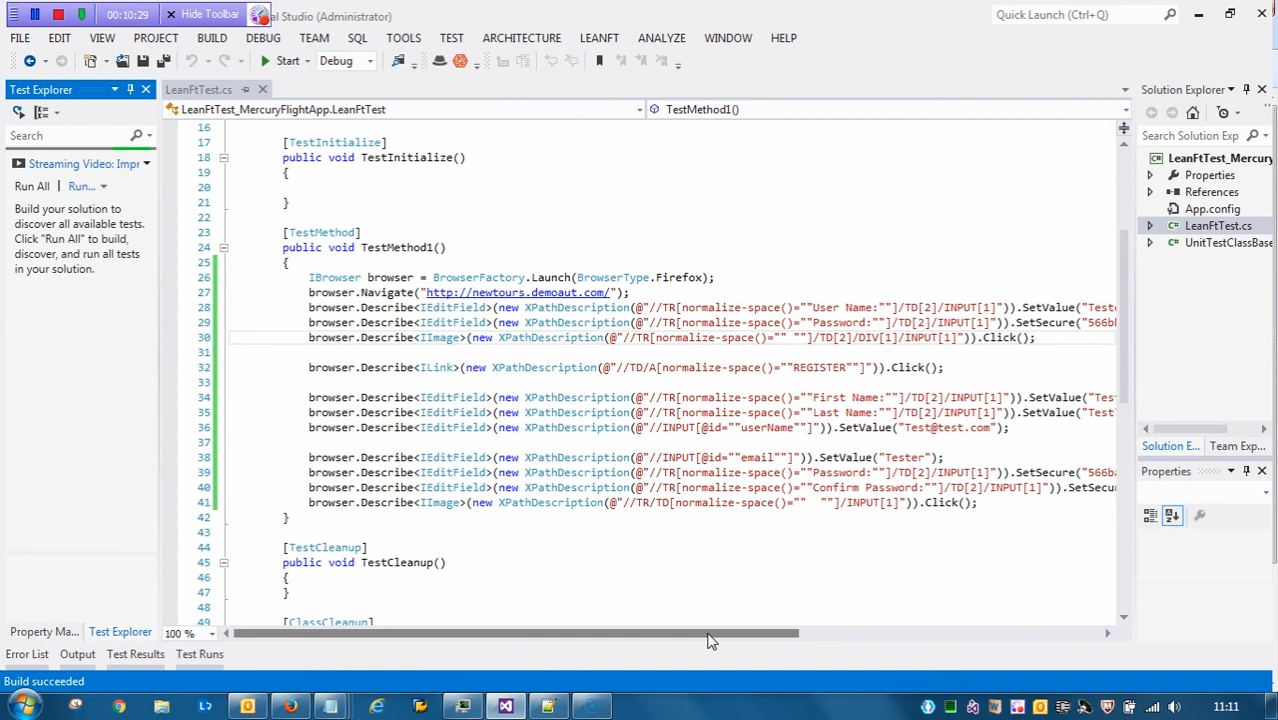 00:10:29 Hide Toolbar al Studio (Administrator) Quick Launch (Ctrl+Q)
FILE EDIT VIEW PROJECT BUILD DEBUG TEAM SQL TOOLS TEST ARCHITECTURE LEANFT ANALYZE WINDOW HELP
Start Debug
Test Explorer
Search
Streaming Video: Impr
Run All Run...
Build your solution to
discover all available tests.
Click "Run All" to build,
discover, and run all tests
in your solution.
LeanFtTest.cs
LeanFtTest_MercuryFlightApp.LeanFtTest TestMethod1()
16
17 [TestInitialize]
18 public void TestInitialize()
19 {
20
21 }
22
23 [TestMethod]
24 public void TestMethod1()
25 {
26 IBrowser browser = BrowserFactory.Launch(BrowserType.Firefox);
27 browser.Navigate("http://newtours.demoaut.com/");
28 browser.Describe<IEditField>(new XPathDescription(@"//TR[normalize-space()=""User Name:""]/TD[2]/INPUT[1]")).SetValue("Teste
29 browser.Describe<IEditField>(new XPathDescription(@"//TR[normalize-space()=""Password:""]/TD[2]/INPUT[1]")).SetSecure("566b
30 browser.Describe<IImage>(new XPathDescription(@"//TR[normalize-space()="" ""]/TD[2]/DIV[1]/INPUT[1]")).Click();
31
32 browser.Describe<ILink>(new XPathDescription(@"//TD/A[normalize-space()=""REGISTER""]")).Click();
33
34 browser.Describe<IEditField>(new XPathDescription(@"//TR[normalize-space()=""First Name:""]/TD[2]/INPUT[1]")).SetValue("Tes
35 browser.Describe<IEditField>(new XPathDescription(@"//TR[normalize-space()=""Last Name:""]/TD[2]/INPUT[1]")).SetValue("Test
36 browser.Describe<IEditField>(new XPathDescription(@"//INPUT[@id=""userName""]")).SetValue("Test@test.com");
37
38 browser.Describe<IEditField>(new XPathDescription(@"//INPUT[@id=""email""]")).SetValue("Tester");
39 browser.Describe<IEditField>(new XPathDescription(@"//TR[normalize-space()=""Password:""]/TD[2]/INPUT[1]")).SetSecure("566ba
40 browser.Describe<IEditField>(new XPathDescription(@"//TR[normalize-space()=""Confirm Password:""]/TD[2]/INPUT[1]")).SetSecu
41 browser.Describe<IImage>(new XPathDescription(@"//TR/TD[normalize-space()=""  ""]/INPUT[1]")).Click();
42 }
43
44 [TestCleanup]
45 public void TestCleanup()
46 {
47 }
48
49 [ClassCleanup]
100 %
Solution Explorer
Search Solution Exp
LeanFtTest_Mercury
Properties
References
App.config
LeanFtTest.cs
UnitTestClassBase
Solution E... Team Exp...
Properties
Property Ma... Test Explorer
Error List Output Test Results Test Runs
Build succeeded
11:11